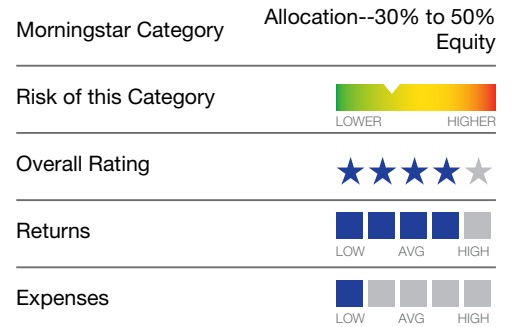 Morningstar Category
Allocation--30% to 50%
Equity
Risk of this Category
LOWER HIGHER
Overall Rating
Returns
LOW AVG HIGH
Expenses
LOW AVG HIGH